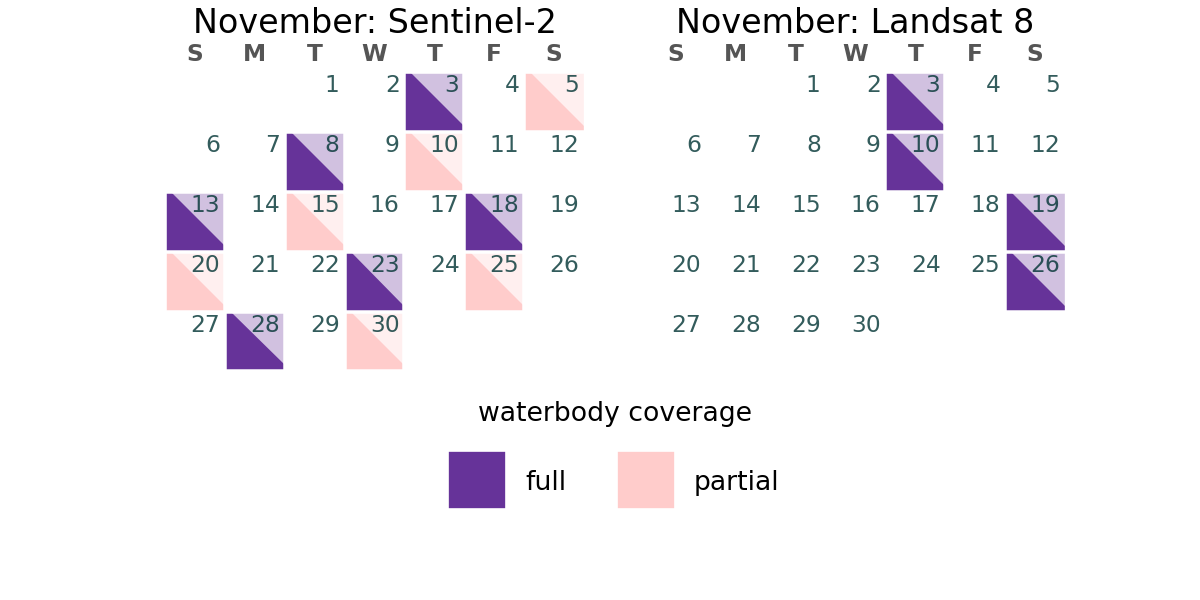 November: Sentinel-2
S M T W T F S
1 2 3 4 5
6 7 8 9 10 11 12
13 14 15 16 17 18 19
20 21 22 23 24 25 26
27 28 29 30
November: Landsat 8
S M T W T F S
1 2 3 4 5
6 7 8 9 10 11 12
13 14 15 16 17 18 19
20 21 22 23 24 25 26
27 28 29 30
waterbody coverage
full partial